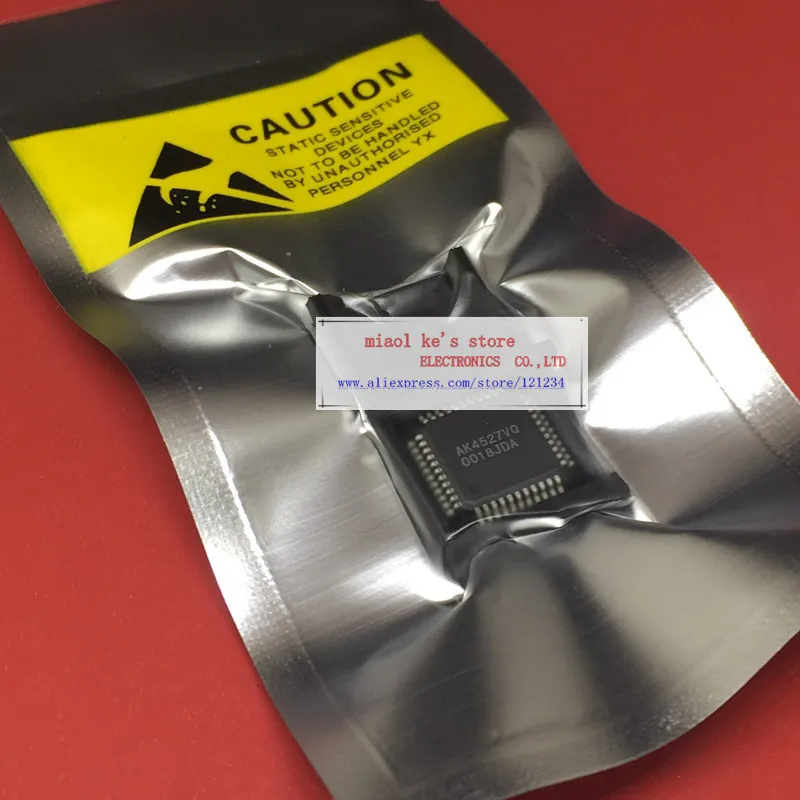 CAUTION
STATIC SENSITIVE
DEVICES
NOT TO BE HANDLED
BY UNAUTHORISED
PERSONNEL YX
miaol ke's store
ELECTRONICS CO.,LTD
www.aliexpress.com/store/121234
AK4527VQ
0018JDA